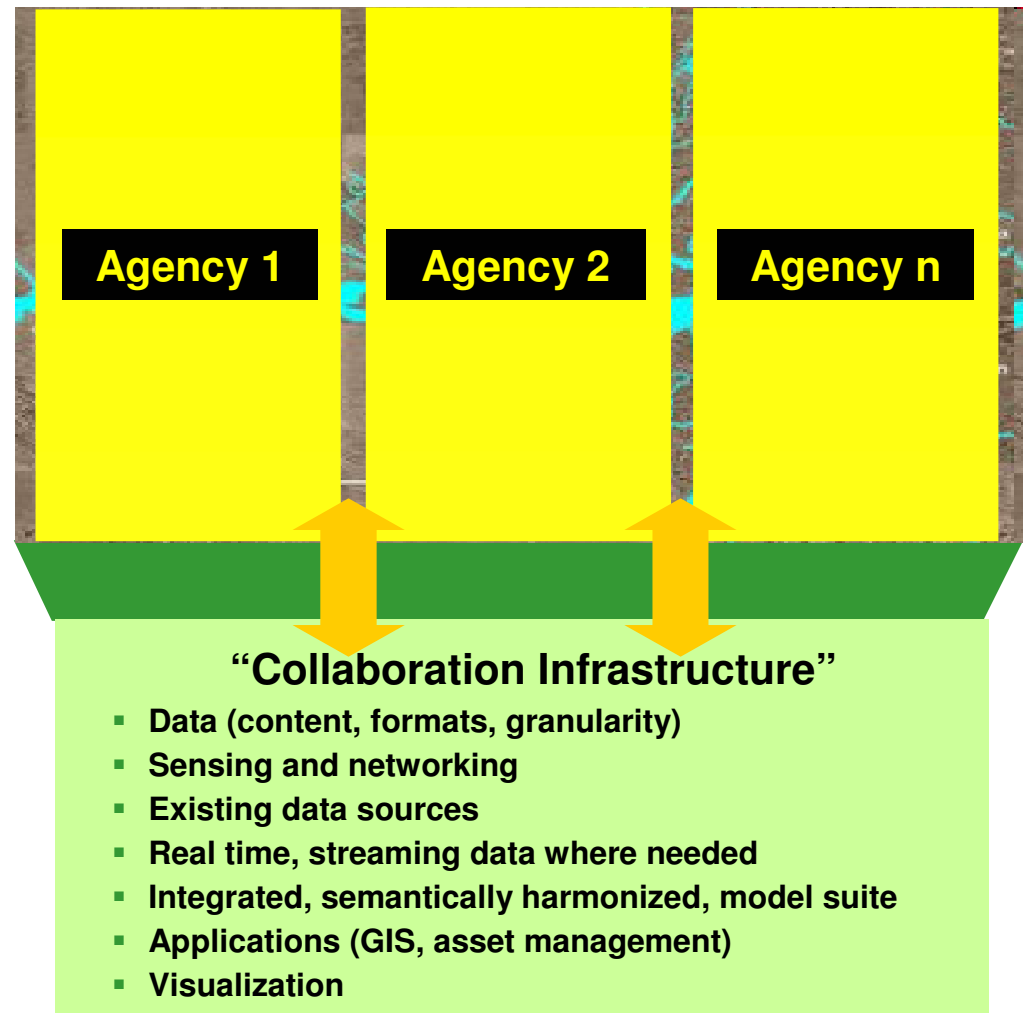 Agency 1
Agency 2
Agency n
“Collaboration Infrastructure”
▪ Data (content, formats, granularity)
▪ Sensing and networking
▪ Existing data sources
▪ Real time, streaming data where needed
▪ Integrated, semantically harmonized, model suite
▪ Applications (GIS, asset management)
▪ Visualization